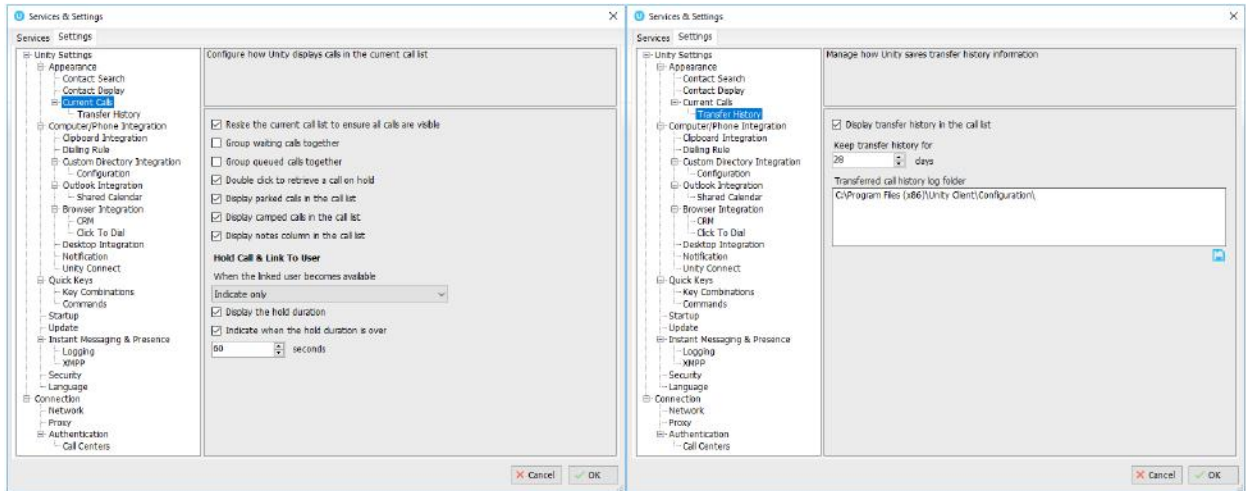 Services & Settings
Services Settings
Unity Settings
Appearance
Contact Search
Contact Display
Current Calls
Transfer History
Computer/Phone Integration
Clipboard Integration
Dialing Rule
Custom Directory Integration
Configuration
Outlook Integration
Shared Calendar
Browser Integration
CRM
Click To Dial
Desktop Integration
Notification
Unity Connect
Quick Keys
Key Combinations
Commands
Startup
Update
Instant Messaging & Presence
Logging
XMPP
Security
Language
Connection
Network
Proxy
Authentication
Call Centers
Configure how Unity displays calls in the current call list
Resize the current call list to ensure all calls are visible
Group waiting calls together
Group queued calls together
Double click to retrieve a call on hold
Display parked calls in the call list
Display camped calls in the call list
Display notes column in the call list
Hold Call & Link To User
When the linked user becomes available
Indicate only
Display the hold duration
Indicate when the hold duration is over
60 seconds
Cancel OK
Services & Settings
Services Settings
Unity Settings
Appearance
Contact Search
Contact Display
Current Calls
Transfer History
Computer/Phone Integration
Clipboard Integration
Dialing Rule
Custom Directory Integration
Configuration
Outlook Integration
Shared Calendar
Browser Integration
CRM
Click To Dial
Desktop Integration
Notification
Unity Connect
Quick Keys
Key Combinations
Commands
Startup
Update
Instant Messaging & Presence
Logging
XMPP
Security
Language
Connection
Network
Proxy
Authentication
Call Centers
Manage how Unity saves transfer history information
Display transfer history in the call list
Keep transfer history for
28 days
Transferred call history log folder
C:\Program Files (x86)\Unity Client\Configuration\
Cancel OK